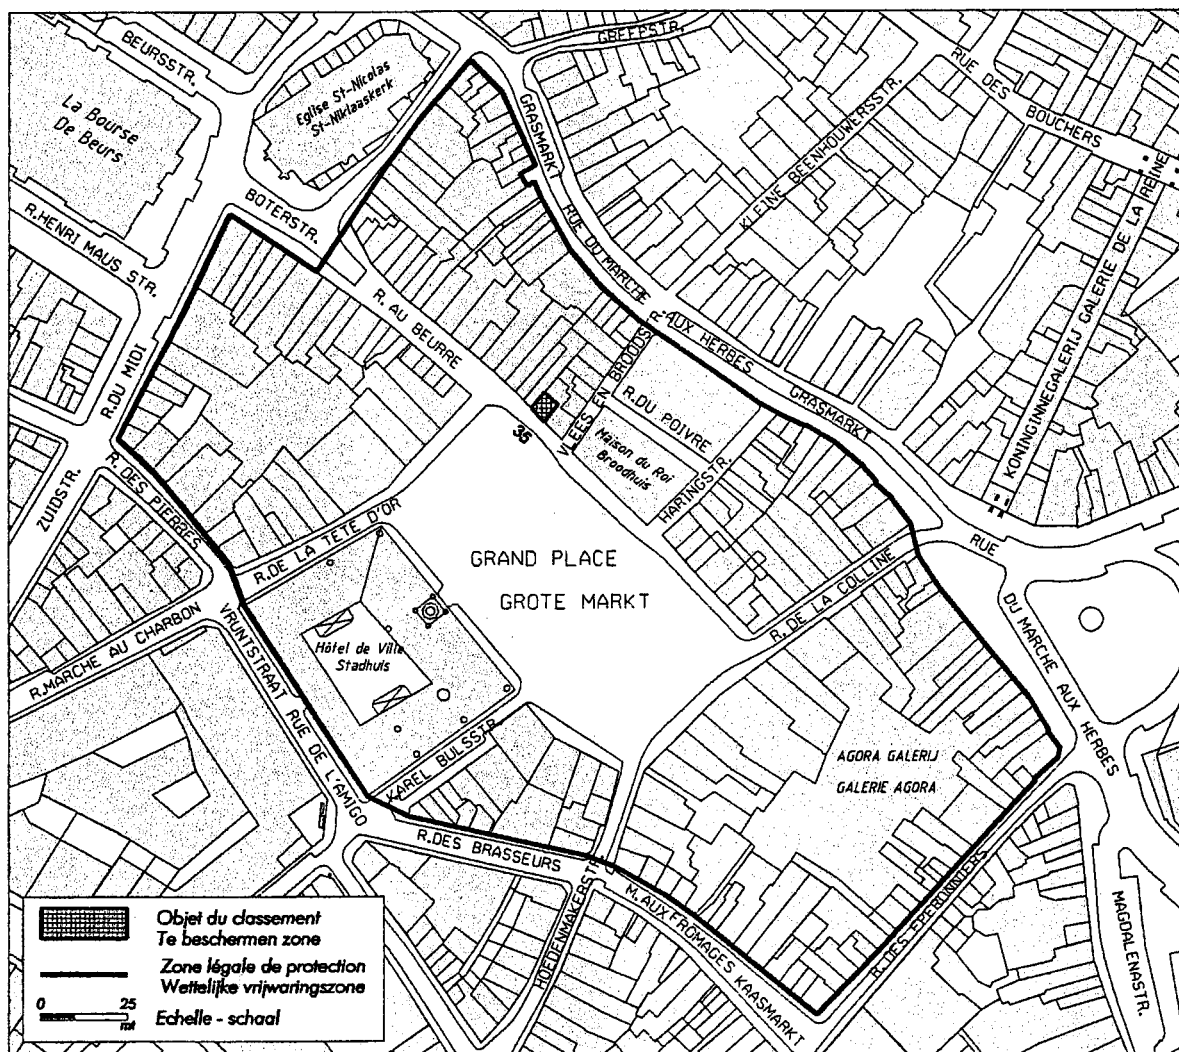 BEURSSTR.
La Bourse
De Beurs
Eglise St-Nicolas
St-Niklaaskerk
GREEPSTR.
RUE DES BOUCHERS
KLEINE BEENHOUWERSSTR.
GRASMARKT
BOTERSTR.
R.HENRI MAUS STR.
RUE DU MARCHE AUX HERBES
GRASMARKT
KONINGINNEGALERIJ GALERIE DE LA REINE
R. AU BEURRE
R.DU MIDI
ZUIDSTR.
VLEES EN BROODSTR.
R.DU POIVRE
Maison du Roi
Broodhuis
HARINGSTR.
35
R. DES PIERRES
R.DE LA TETE D'OR
GRAND PLACE
GROTE MARKT
R. DE LA COLLINE
RUE DU MARCHE AUX HERBES
R.MARCHE AU CHARBON
VRUNTSTRAAT RUE DE L'AMIGO
Hôtel de Ville
Stadhuis
KAREL BULSSTR.
AGORA GALERIJ
GALERIE AGORA
R.DES BRASSEURS
HOEDENMAKERSTR.
M. AUX FROMAGES KAASMARKT
R. DES EPERONNIERS
MAGDALENASTR.
Objet du classement
Te beschermen zone
Zone légale de protection
Wettelijke vrijwaringszone
0 25
mt
Echelle - schaal